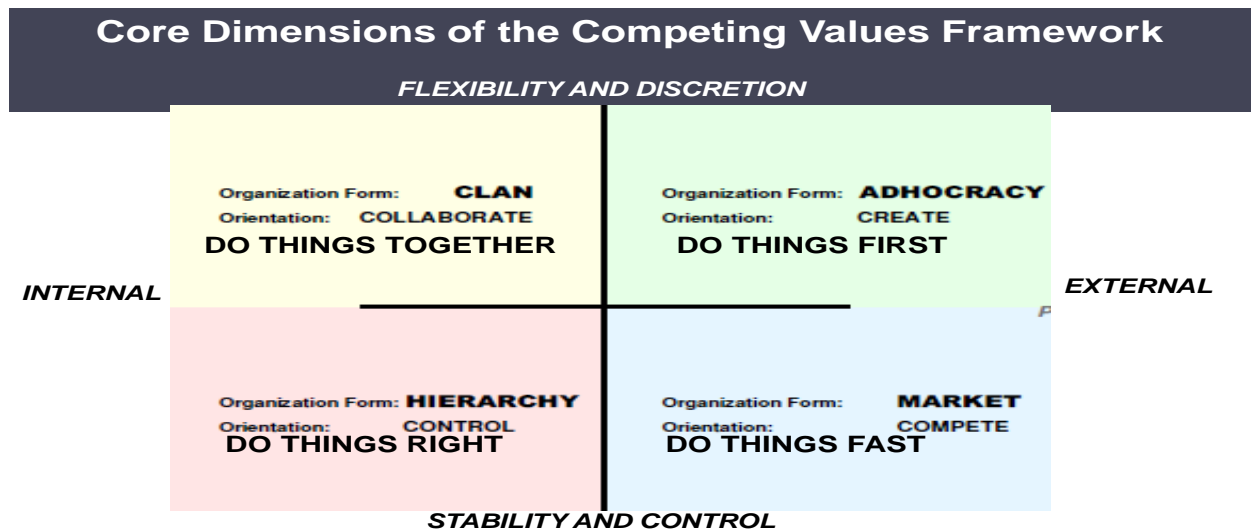 Core Dimensions of the Competing Values Framework
FLEXIBILITY AND DISCRETION
Organization Form: CLAN
Orientation: COLLABORATE
DO THINGS TOGETHER
Organization Form: ADHOCRACY
Orientation: CREATE
DO THINGS FIRST
INTERNAL
EXTERNAL
P
Organization Form: HIERARCHY
Orientation: CONTROL
DO THINGS RIGHT
Organization Form: MARKET
Orientation: COMPETE
DO THINGS FAST
STABILITY AND CONTROL